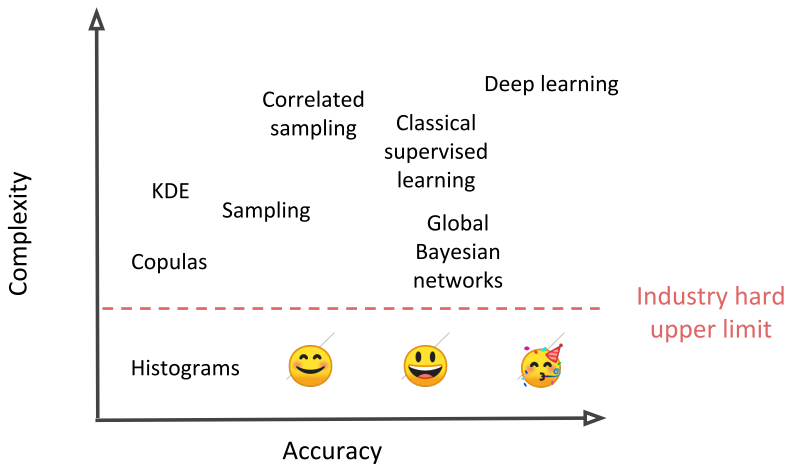 Deep learning
Correlated
sampling
Classical
supervised
learning
KDE
Sampling
Global
Bayesian
networks
Copulas
Complexity
Industry hard
upper limit
Histograms
Accuracy